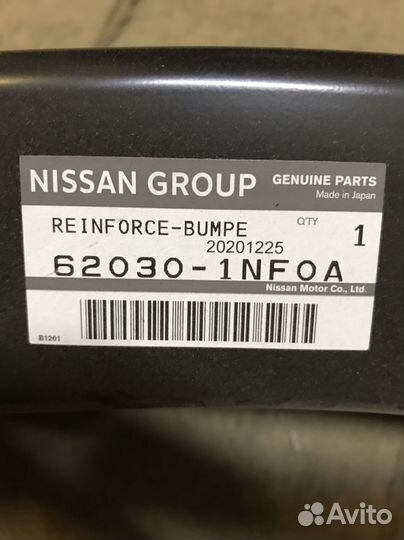 NISSAN GROUP
GENUINE PARTS
Made in Japan
REINFORCE-BUMPE
Q'TY
1
20201225
62030-1NF0A
Nissan Motor Co., Ltd.
B1261
Avito